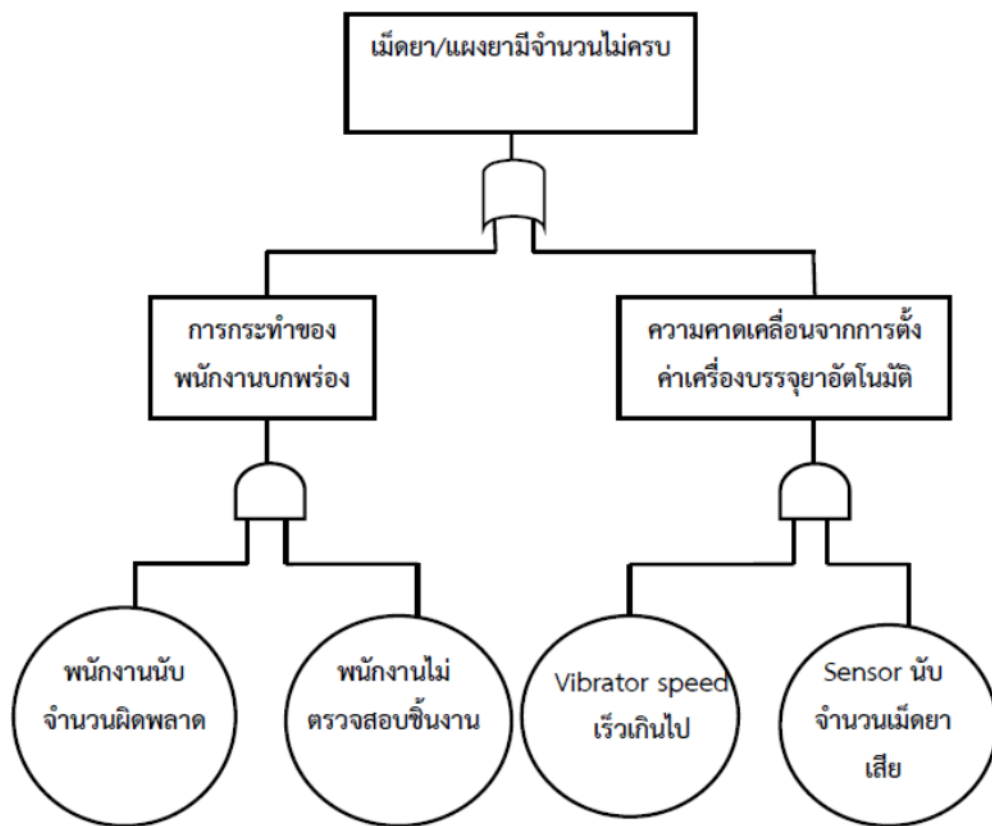 เม็ดยา/แผงยามีจำนวนไม่ครบ
การกระทำของ
พนักงานบกพร่อง
ความคาดเคลื่อนจากการตั้ง
ค่าเครื่องบรรจุยาอัตโนมัติ
พนักงานนับ
จำนวนผิดพลาด
พนักงานไม่
ตรวจสอบชิ้นงาน
Vibrator speed
เร็วเกินไป
Sensor นับ
จำนวนเม็ดยา
เสีย